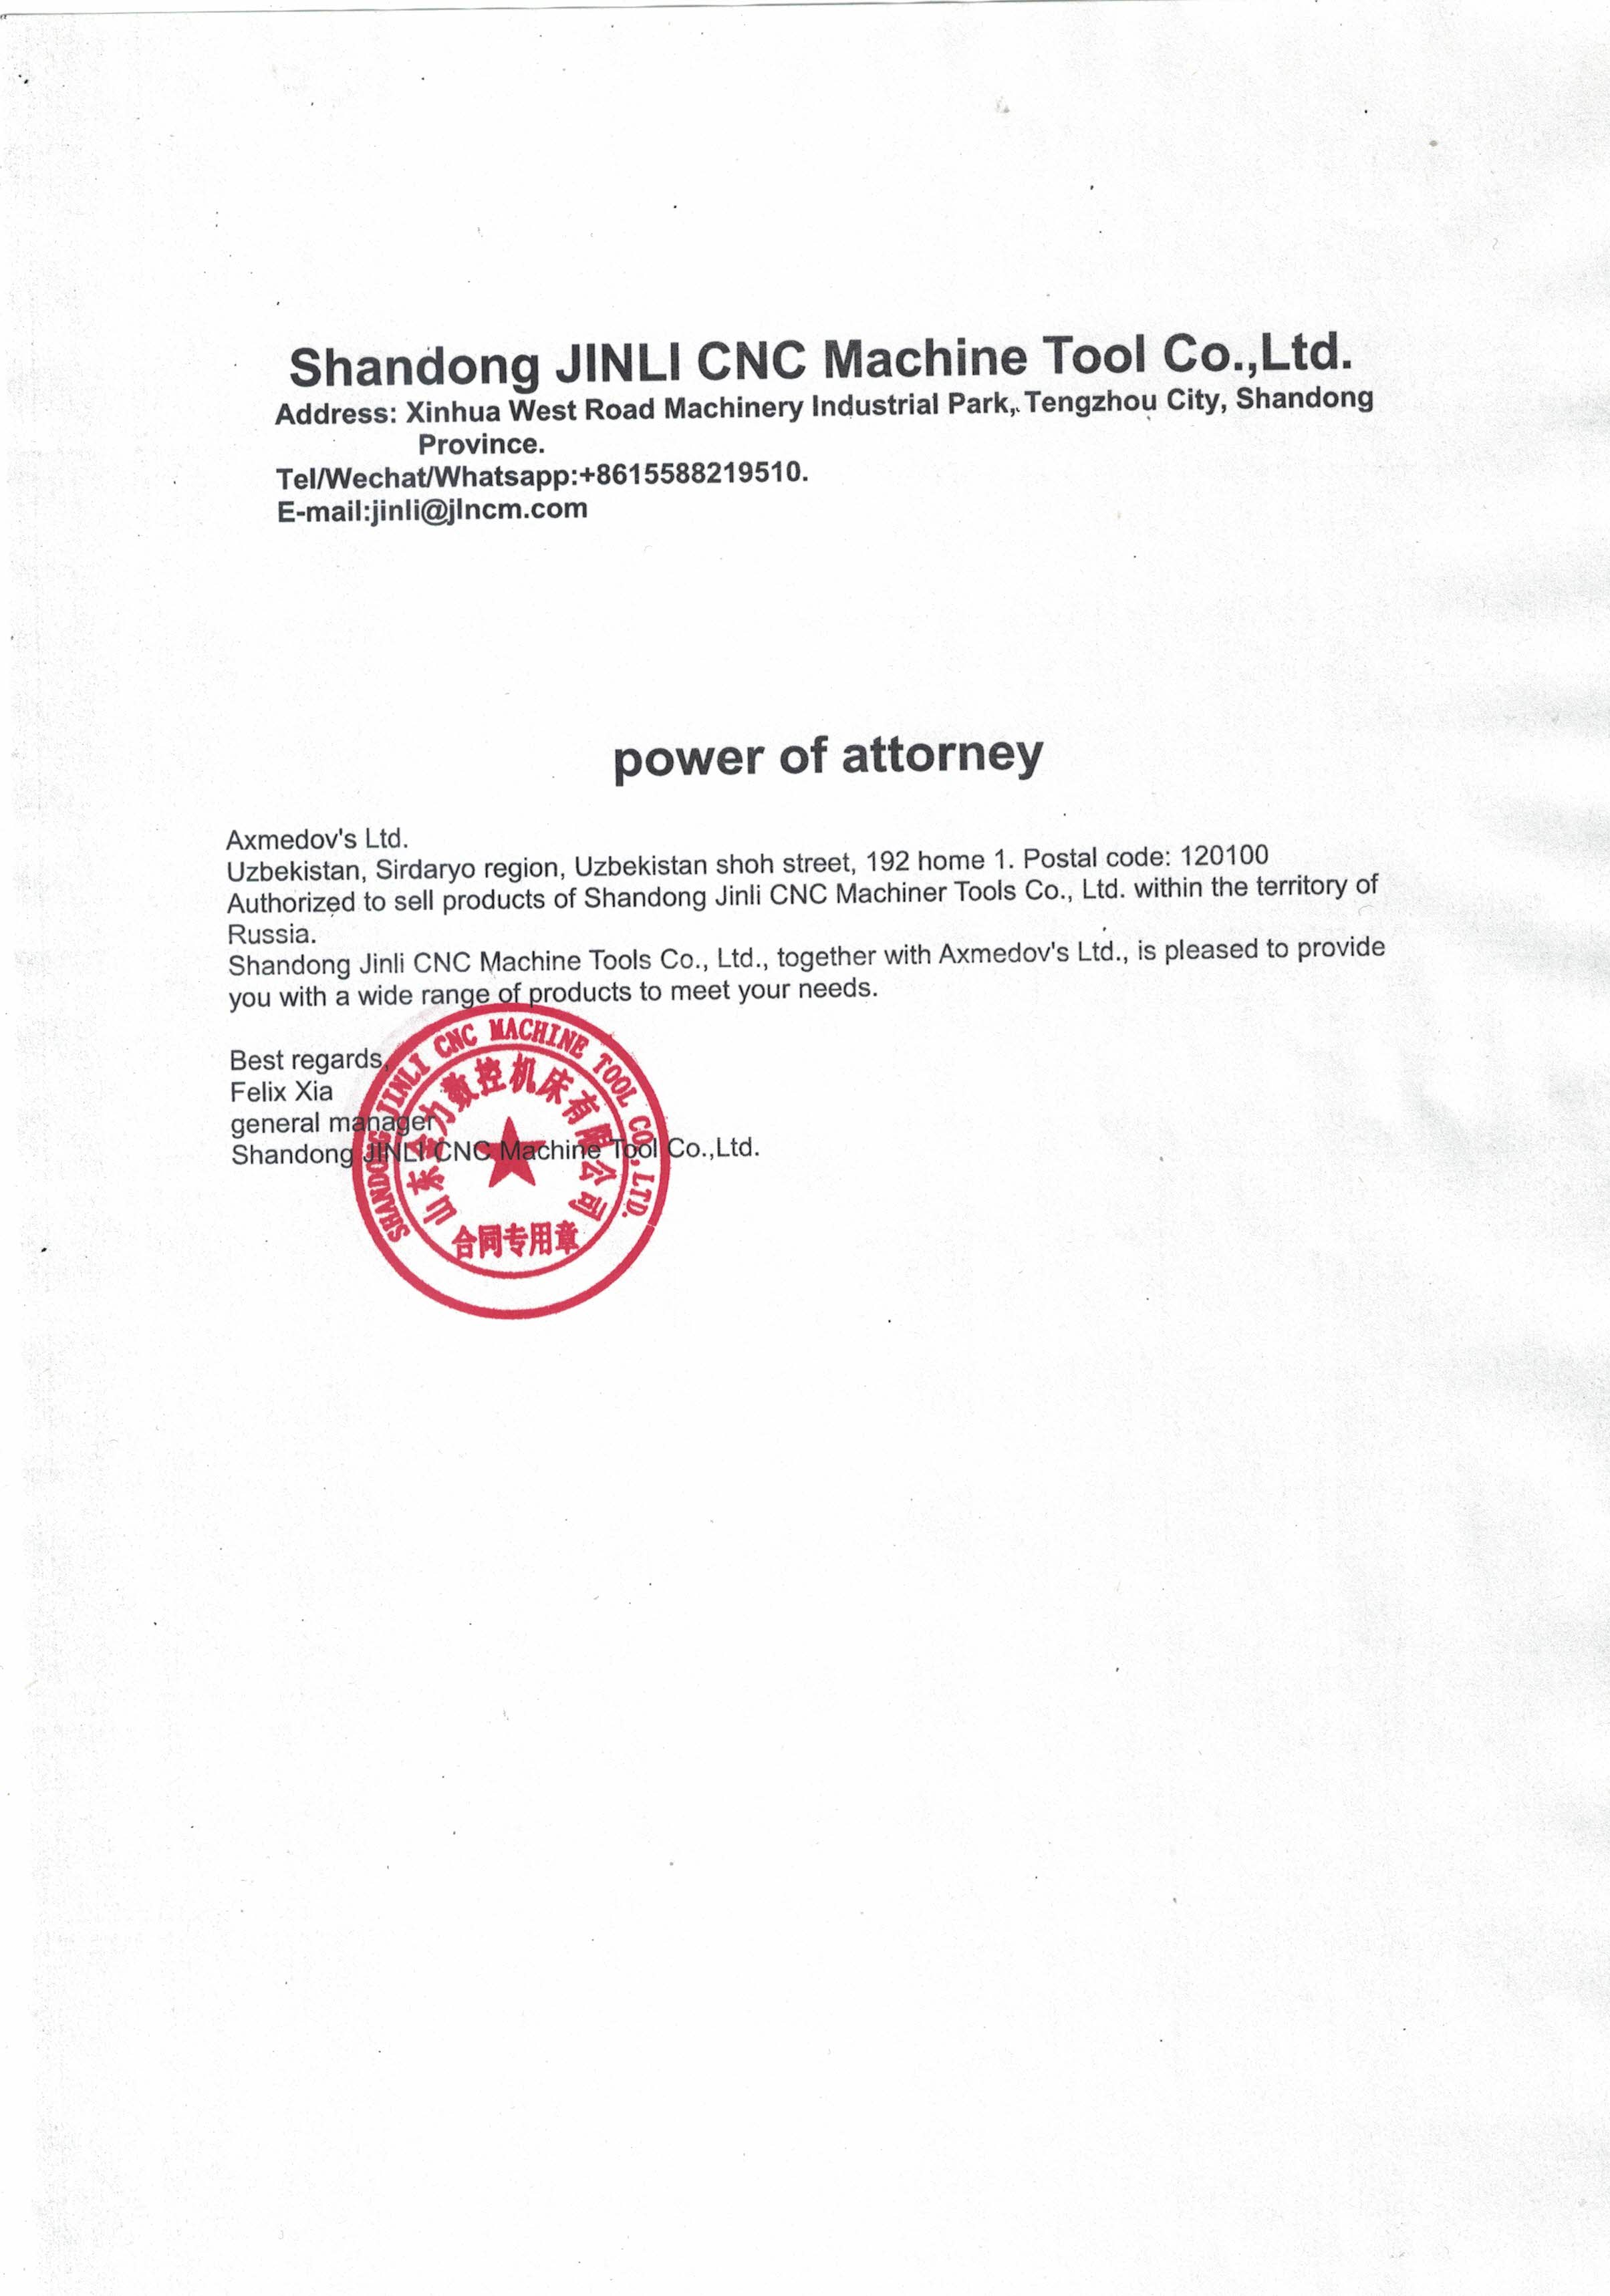 Shandong JINLI CNC Machine Tool Co.,Ltd.
Address: Xinhua West Road Machinery Industrial Park, Tengzhou City, Shandong
Province.
Tel/Wechat/Whatsapp:+8615588219510.
E-mail:jinli@jlncm.com
power of attorney
Axmedov's Ltd.
Uzbekistan, Sirdaryo region, Uzbekistan shoh street, 192 home 1. Postal code: 120100
Authorized to sell products of Shandong Jinli CNC Machiner Tools Co., Ltd. within the territory of
Russia.
Shandong Jinli CNC Machine Tools Co., Ltd., together with Axmedov's Ltd., is pleased to provide
you with a wide range of products to meet your needs.
Best regards,
Felix Xia
general manager
Shandong JINLI CNC Machine Tool Co.,Ltd.
SHANDONG JINLI CNC MACHINE TOOL CO.,LTD.
山东金力数控机床有限公司
合同专用章